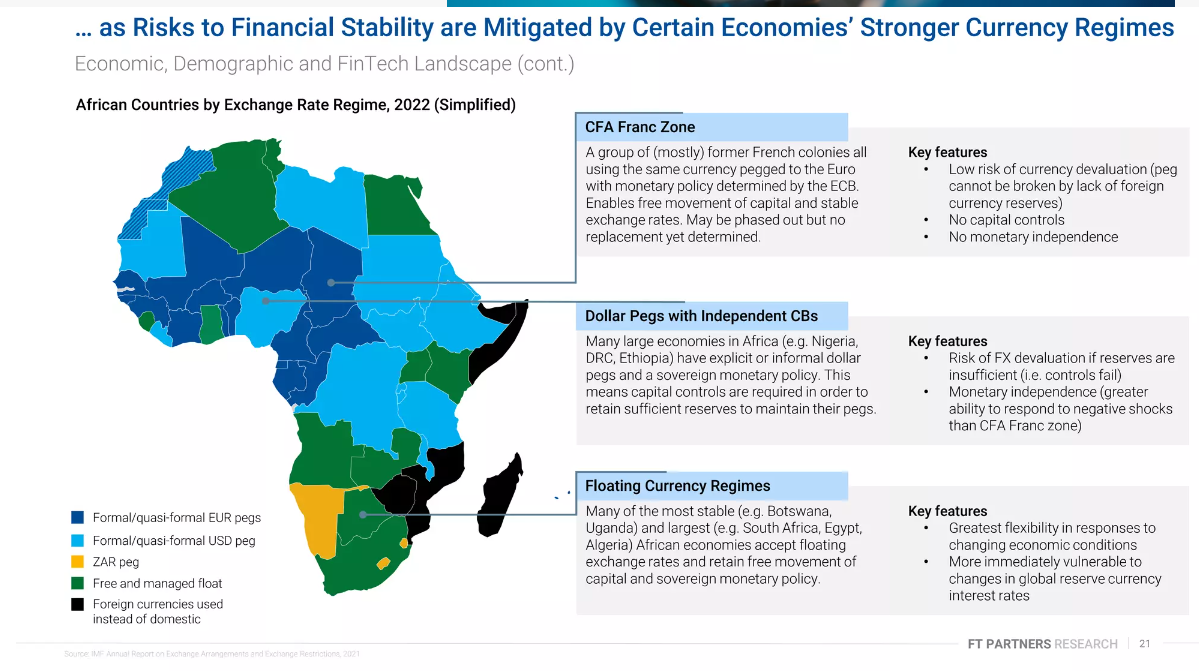 … as Risks to Financial Stability are Mitigated by Certain Economies’ Stronger Currency Regimes
Economic, Demographic and FinTech Landscape (cont.)
African Countries by Exchange Rate Regime, 2022 (Simplified)
CFA Franc Zone
A group of (mostly) former French colonies all
using the same currency pegged to the Euro
with monetary policy determined by the ECB.
Enables free movement of capital and stable
exchange rates. May be phased out but no
replacement yet determined.
Key features
• Low risk of currency devaluation (peg
cannot be broken by lack of foreign
currency reserves)
• No capital controls
• No monetary independence
Dollar Pegs with Independent CBs
Many large economies in Africa (e.g. Nigeria,
DRC, Ethiopia) have explicit or informal dollar
pegs and a sovereign monetary policy. This
means capital controls are required in order to
retain sufficient reserves to maintain their pegs.
Key features
• Risk of FX devaluation if reserves are
insufficient (i.e. controls fail)
• Monetary independence (greater
ability to respond to negative shocks
than CFA Franc zone)
Floating Currency Regimes
Many of the most stable (e.g. Botswana,
Uganda) and largest (e.g. South Africa, Egypt,
Algeria) African economies accept floating
exchange rates and retain free movement of
capital and sovereign monetary policy.
Key features
• Greatest flexibility in responses to
changing economic conditions
• More immediately vulnerable to
changes in global reserve currency
interest rates
Formal/quasi-formal EUR pegs
Formal/quasi-formal USD peg
ZAR peg
Free and managed float
Foreign currencies used
instead of domestic
Source: IMF Annual Report on Exchange Arrangements and Exchange Restrictions, 2021
FT PARTNERS RESEARCH
21